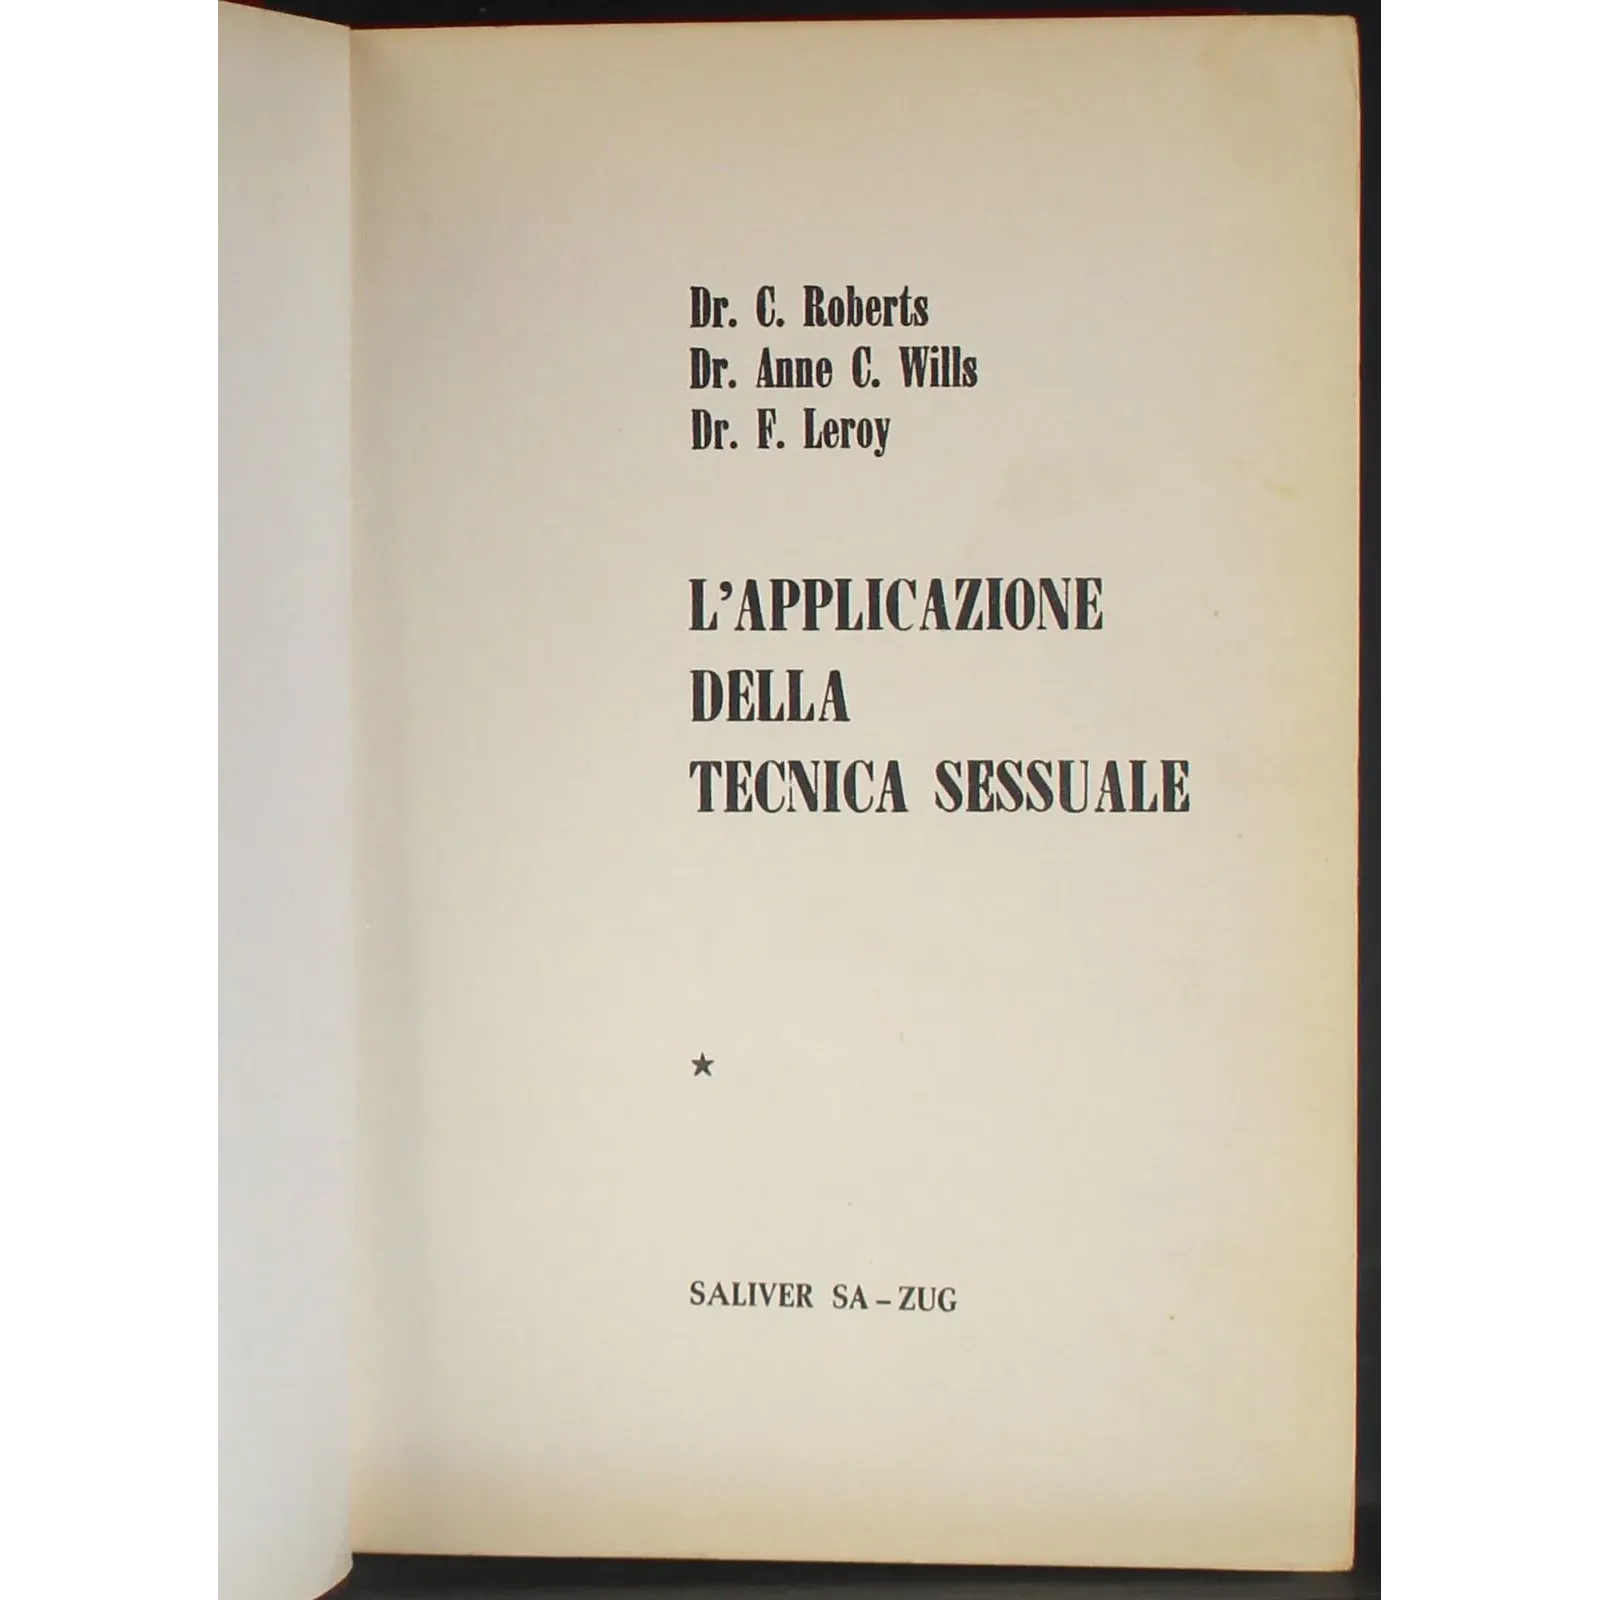 Dr. C. Roberts
Dr. Anne C. Wills
Dr. F. Leroy
L'APPLICAZIONE
DELLA
TECNICA SESSUALE
★
SALIVER SA – ZUG